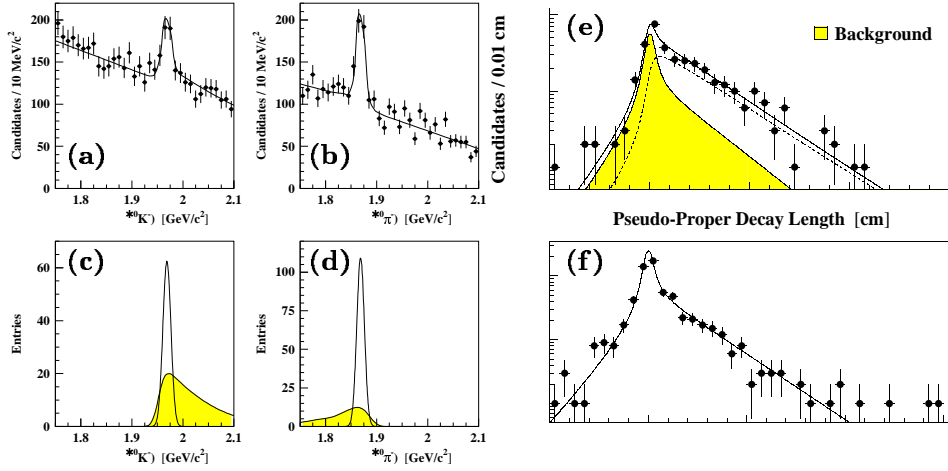 200
150
100
50
0
Candidates / 10 MeV/c²
(a)
1.8 1.9 2 2.1
*⁰K⁻) [GeV/c²]
200
150
100
50
0
Candidates / 10 MeV/c²
(b)
1.8 1.9 2 2.1
*⁰π⁻) [GeV/c²]
Candidates / 0.01 cm
(e)
Background
Pseudo-Proper Decay Length [cm]
60
40
20
0
Entries
(c)
1.8 1.9 2 2.1
*⁰K⁻) [GeV/c²]
100
75
50
25
0
Entries
(d)
1.8 1.9 2 2.1
*⁰π⁻) [GeV/c²]
(f)